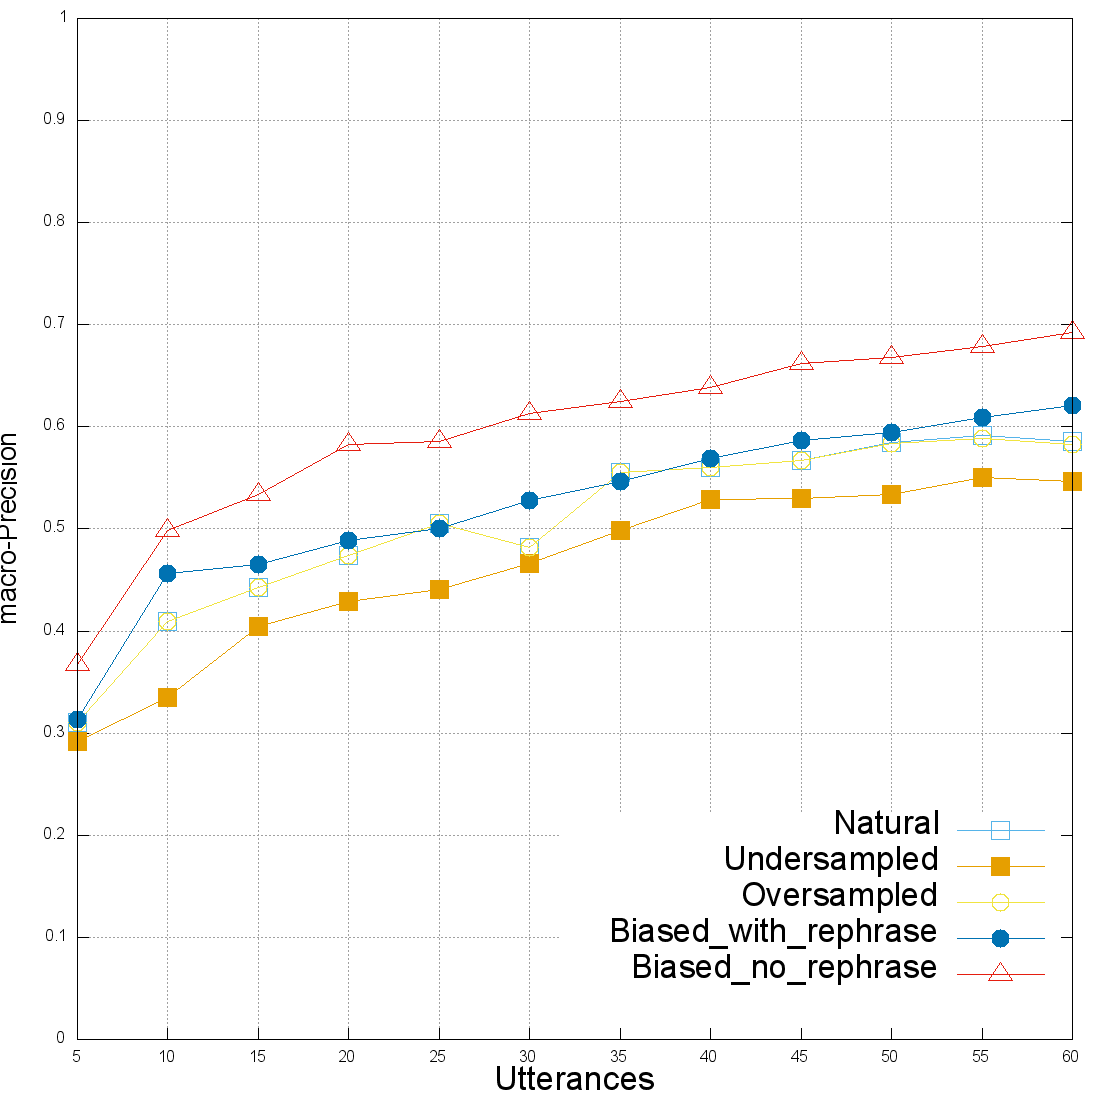 1
0.9
0.8
0.7
0.6
0.5
0.4
0.3
0.2
0.1
0
macro-Precision
Natural
Undersampled
Oversampled
Biased_with_rephrase
Biased_no_rephrase
5 10 15 20 25 30 35 40 45 50 55 60
Utterances